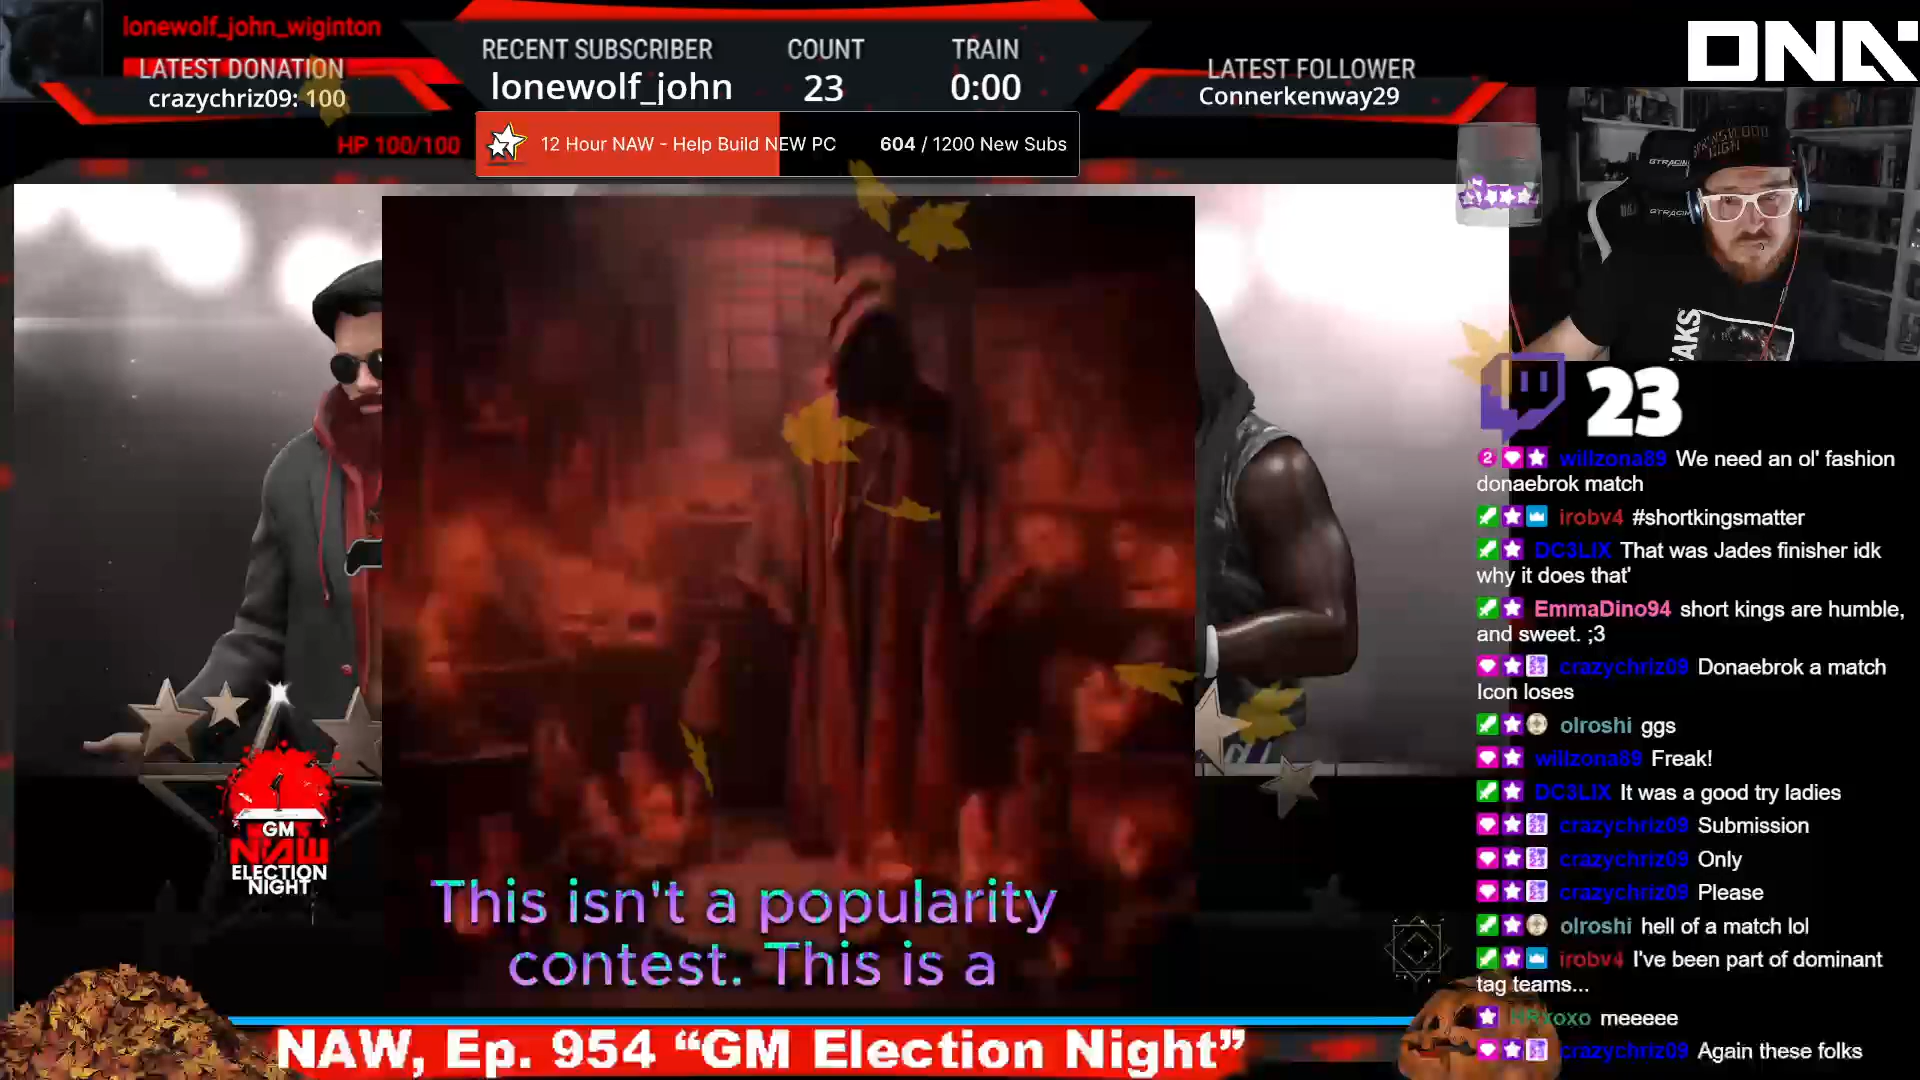 lonewolf_john_wiginton
LATEST DONATION
crazychriz09: 100
HP 100/100
RECENT SUBSCRIBER
lonewolf_john
COUNT
23
TRAIN
0:00
12 Hour NAW - Help Build NEW PC
604 / 1200 New Subs
LATEST FOLLOWER
Connerkenway29
DNA
GTRACING
GTRACING
AKS
23
willzona89 We need an ol' fashion
donaebrok match
irobv4 #shortkingsmatter
DC3LIX That was Jades finisher idk
why it does that'
EmmaDino94 short kings are humble,
and sweet. ;3
crazychriz09 Donaebrok a match
Icon loses
olroshi ggs
willzona89 Freak!
DC3LIX It was a good try ladies
crazychriz09 Submission
crazychriz09 Only
crazychriz09 Please
olroshi hell of a match lol
irobv4 I've been part of dominant
tag teams...
meeeee
crazychriz09 Again these folks
GM
NAW
ELECTION
NIGHT
This isn't a popularity
contest. This is a
NAW, Ep. 954 “GM Election Night”